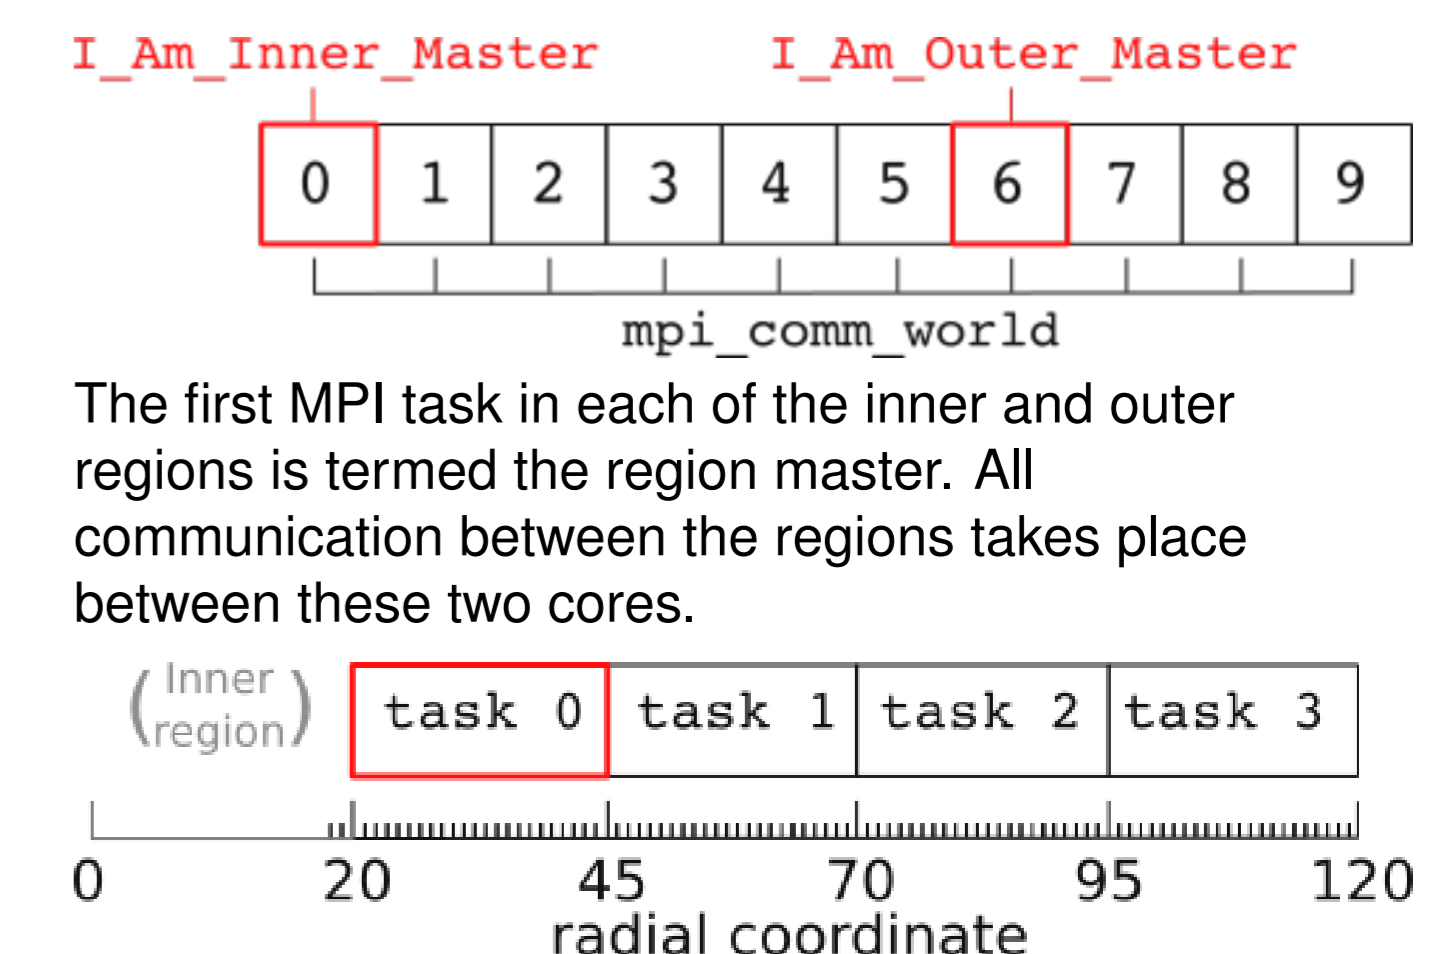 I_Am_Inner_Master I_Am_Outer_Master
0 1 2 3 4 5 6 7 8 9
mpi_comm_world
The first MPI task in each of the inner and outer
regions is termed the region master. All
communication between the regions takes place
between these two cores.
(Inner
region)
task 0 task 1 task 2 task 3
0 20 45 70 95 120
radial coordinate